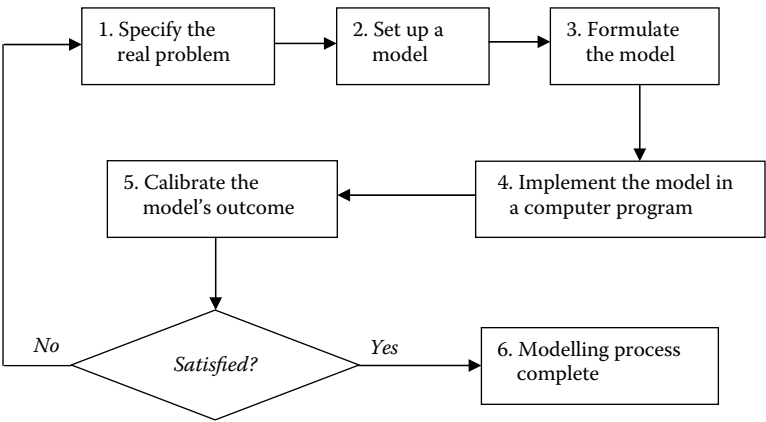 1. Specify the
real problem
2. Set up a
model
3. Formulate
the model
4. Implement the model in
a computer program
5. Calibrate the
model's outcome
Satisfied?
No
Yes
6. Modelling process
complete